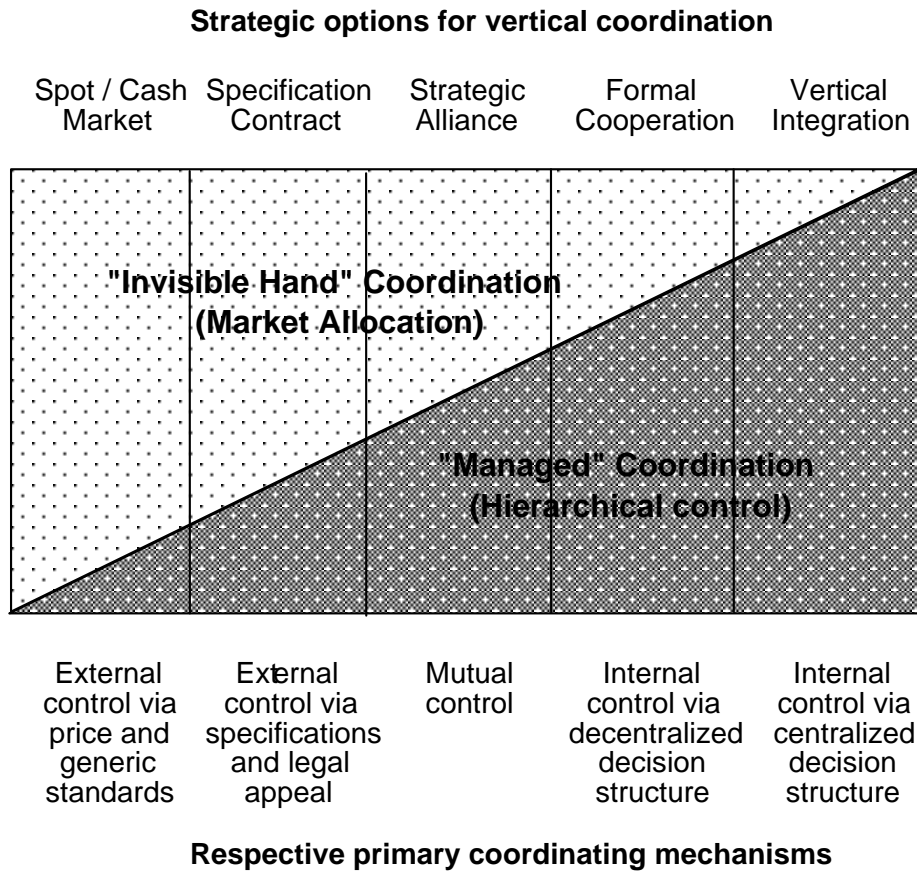 Strategic options for vertical coordination
Spot / Cash
Market
Specification
Contract
Strategic
Alliance
Formal
Cooperation
Vertical
Integration
"Invisible Hand" Coordination
(Market Allocation)
"Managed" Coordination
(Hierarchical control)
External
control via
price and
generic
standards
External
control via
specifications
and legal
appeal
Mutual
control
Internal
control via
decentralized
decision
structure
Internal
control via
centralized
decision
structure
Respective primary coordinating mechanisms